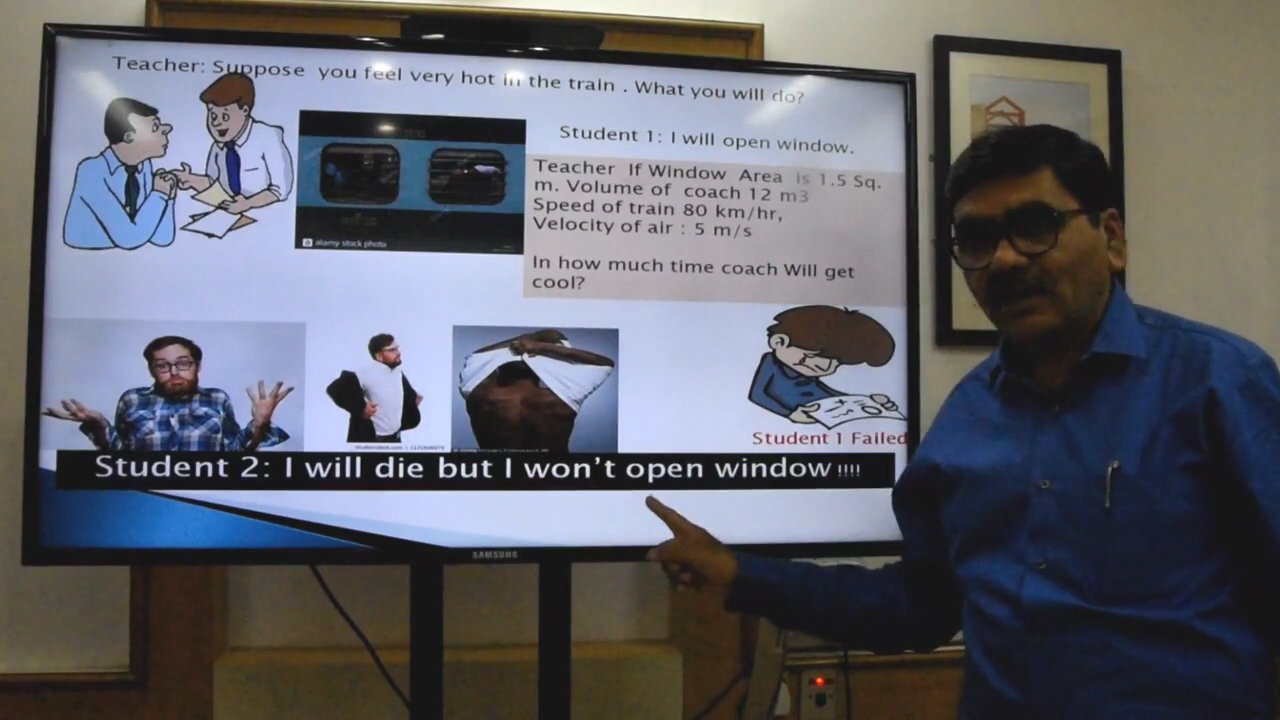 Teacher: Suppose you feel very hot in the train . What you will do?
Student 1: I will open window.
Teacher If Window Area is 1.5 Sq.
m. Volume of coach 12 m3
Speed of train 80 km/hr,
Velocity of air : 5 m/s
In how much time coach Will get
cool?
a alamy stock photo
Student 1 Failed
Student 2: I will die but I won't open window !!!!
SAMSUNG